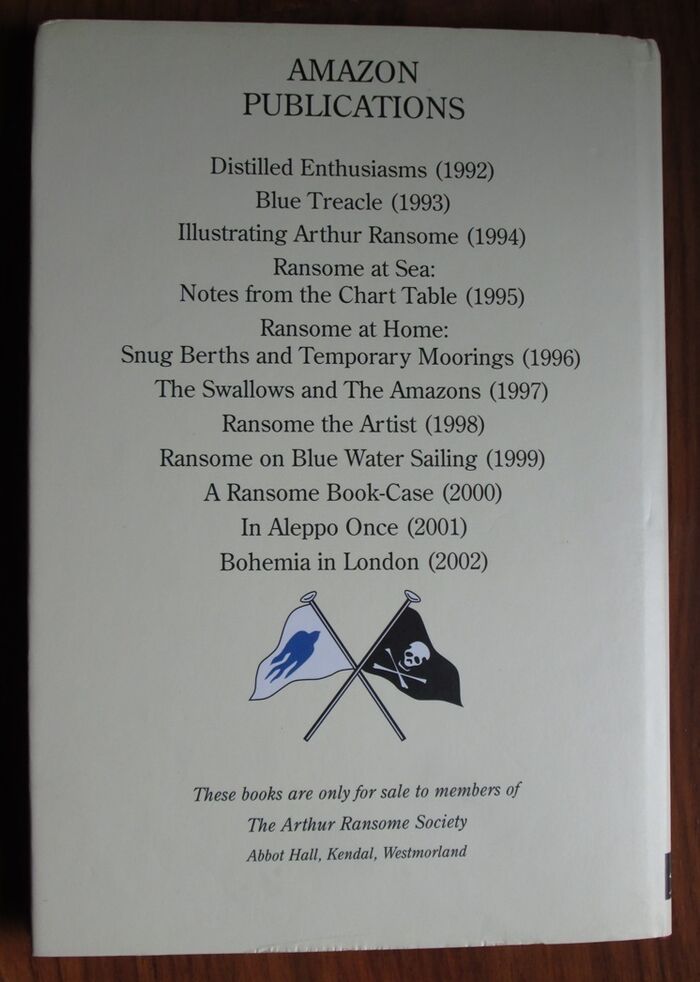 AMAZON
PUBLICATIONS
Distilled Enthusiasms (1992)
Blue Treacle (1993)
Illustrating Arthur Ransome (1994)
Ransome at Sea:
Notes from the Chart Table (1995)
Ransome at Home:
Snug Berths and Temporary Moorings (1996)
The Swallows and The Amazons (1997)
Ransome the Artist (1998)
Ransome on Blue Water Sailing (1999)
A Ransome Book-Case (2000)
In Aleppo Once (2001)
Bohemia in London (2002)
These books are only for sale to members of
The Arthur Ransome Society
Abbot Hall, Kendal, Westmorland